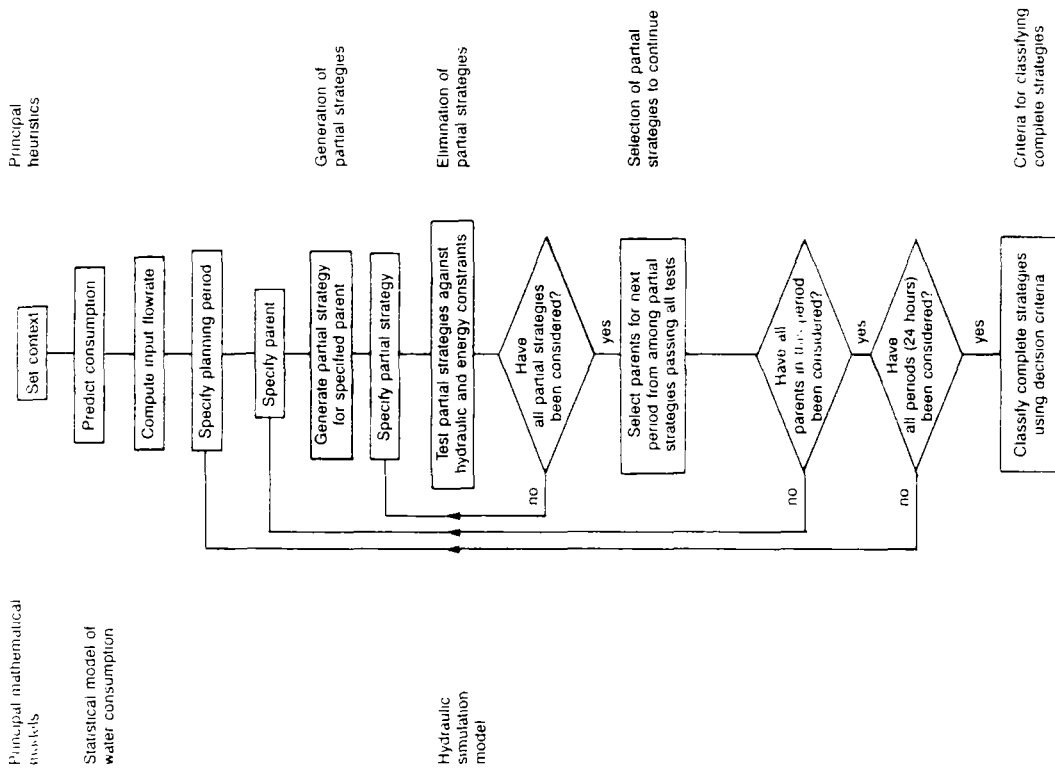 Principal mathematical
models
Principal
heuristics
Set context
Statistical model of
water consumption
Predict consumption
Compute input flowrate
Specify planning period
Specify parent
Generate partial strategy
for specified parent
Generation of
partial strategies
Specify partial strategy
Hydraulic
simulation
model
Test partial strategies against
hydraulic and energy constraints
Elimination of
partial strategies
Have
all partial strategies
been considered?
no
yes
Select parents for next
period from among partial
strategies passing all tests
Selection of partial
strategies to continue
Have all
parents in this period
been considered?
no
yes
Have
all periods (24 hours)
been considered?
no
yes
Classify complete strategies
using decision criteria
Criteria for classifying
complete strategies